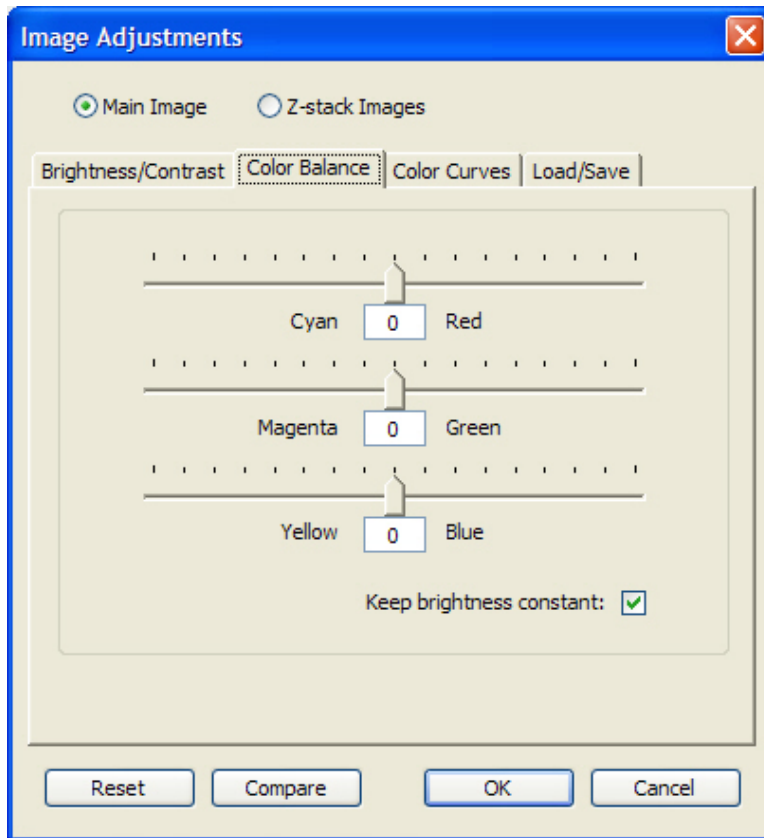 Image Adjustments
Main Image Z-stack Images
Brightness/Contrast Color Balance Color Curves Load/Save
Cyan 0 Red
Magenta 0 Green
Yellow 0 Blue
Keep brightness constant:
Reset Compare OK Cancel